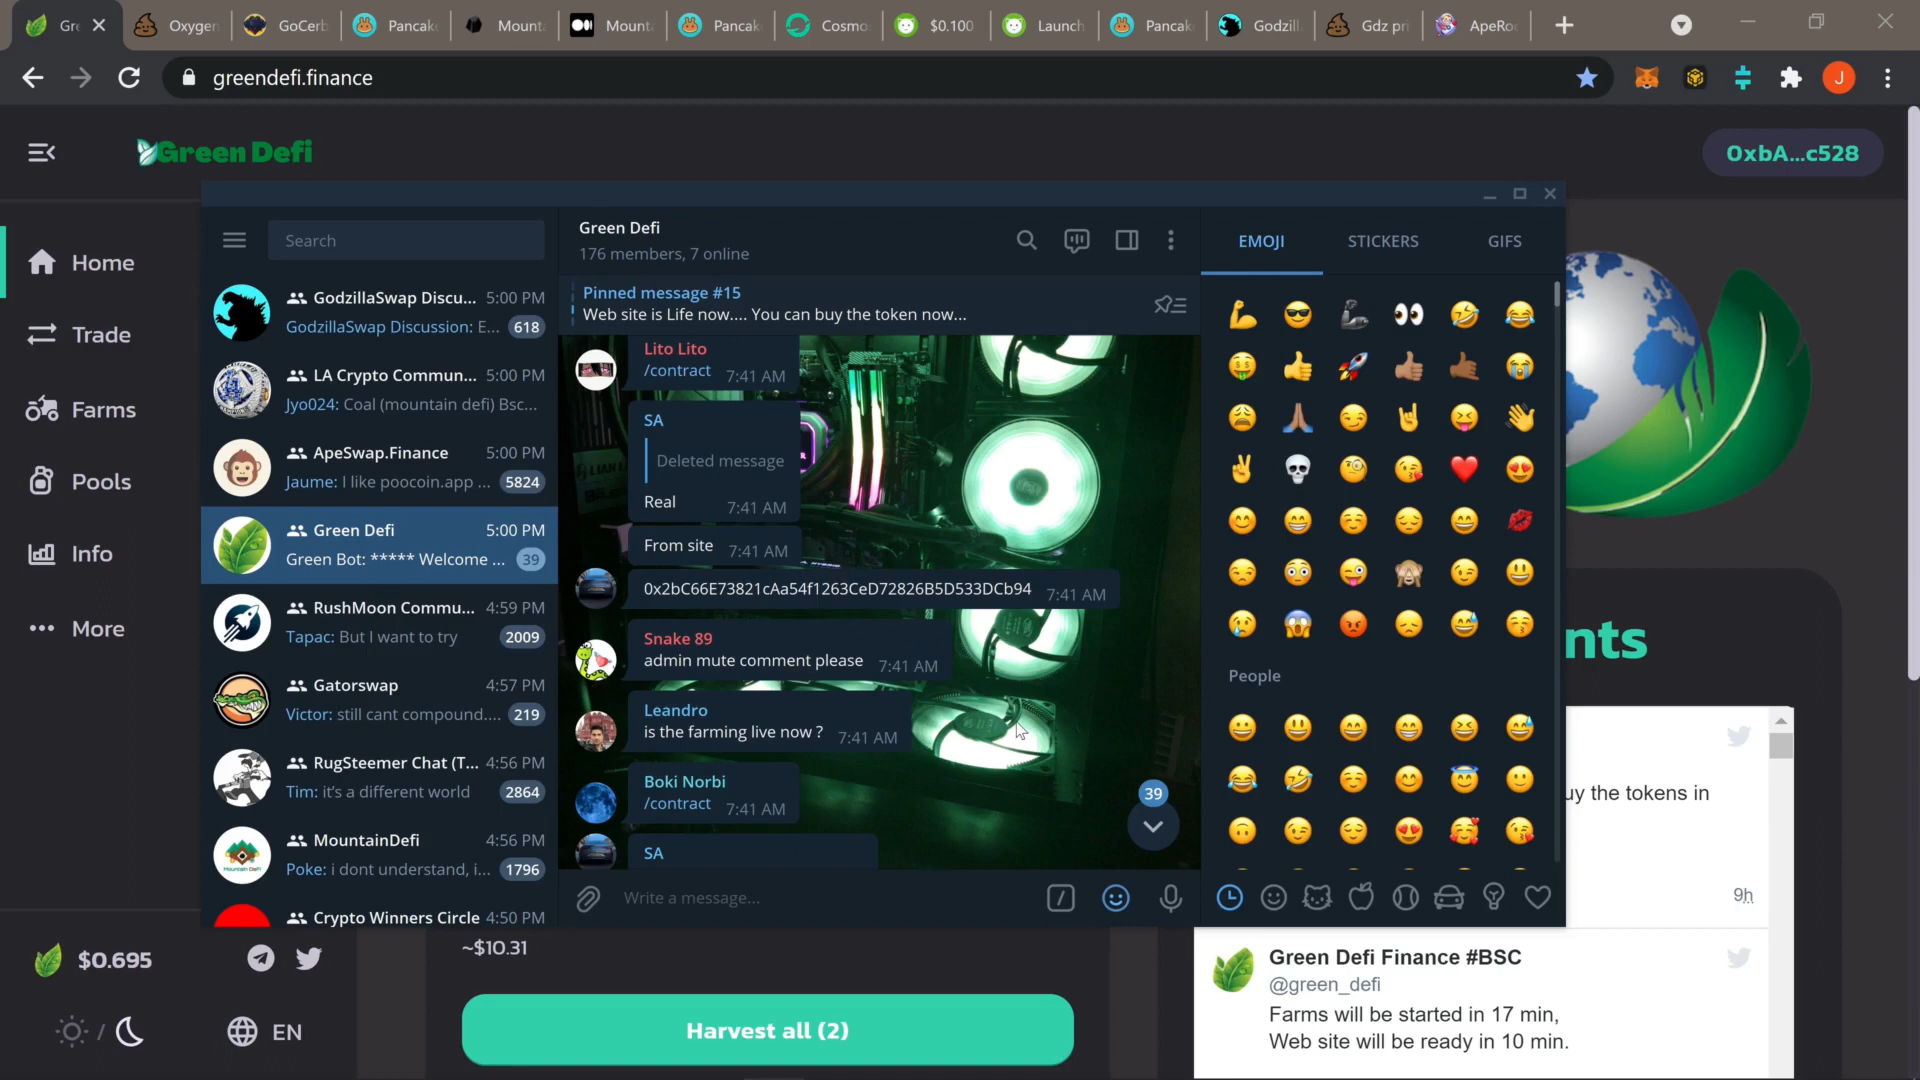 Gre
Oxygen
GoCerb
Pancak
Mount
Mount
Pancak
Cosmo
$0.100
Launch
Pancak
Godzill
Gdz pri
ApeRoc
greendefi.finance
J
Green Defi
0xbA...c528
Home
Trade
Farms
Pools
Info
More
$0.695
/
EN
Search
GodzillaSwap Discu... 5:00 PM
GodzillaSwap Discussion: E... 618
LA Crypto Commun... 5:00 PM
Jyo024: Coal (mountain defi) Bsc...
ApeSwap.Finance 5:00 PM
Jaume: I like poocoin.app ... 5824
Green Defi 5:00 PM
Green Bot: ***** Welcome ... 39
RushMoon Commu... 4:59 PM
Tapac: But I want to try 2009
Gatorswap 4:57 PM
Victor: still cant compound.... 219
RugSteemer Chat (T... 4:56 PM
Tim: it's a different world 2864
MountainDefi 4:56 PM
Poke: i dont understand, i... 1796
Crypto Winners Circle 4:50 PM
Green Defi
176 members, 7 online
Pinned message #15
Web site is Life now.... You can buy the token now...
Lito Lito
/contract 7:41 AM
SA
Deleted message
Real 7:41 AM
From site 7:41 AM
0x2bC66E73821cAa54f1263CeD72826B5D533DCb94 7:41 AM
Snake 89
admin mute comment please 7:41 AM
Leandro
is the farming live now ? 7:41 AM
Boki Norbi
/contract 7:41 AM
SA
39
Write a message...
EMOJI STICKERS GIFS
People
nts
uy the tokens in
9h
Green Defi Finance #BSC
@green_defi
Farms will be started in 17 min,
Web site will be ready in 10 min.
~$10.31
Harvest all (2)